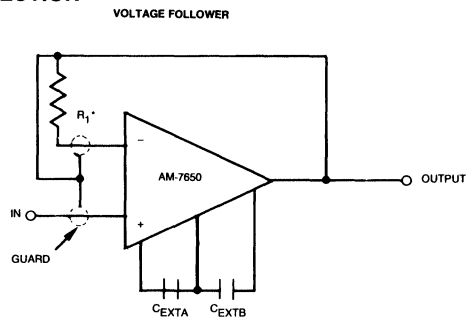 VOLTAGE FOLLOWER
R1*
−
AM-7650
OUTPUT
IN
+
GUARD
CEXTA
CEXTB